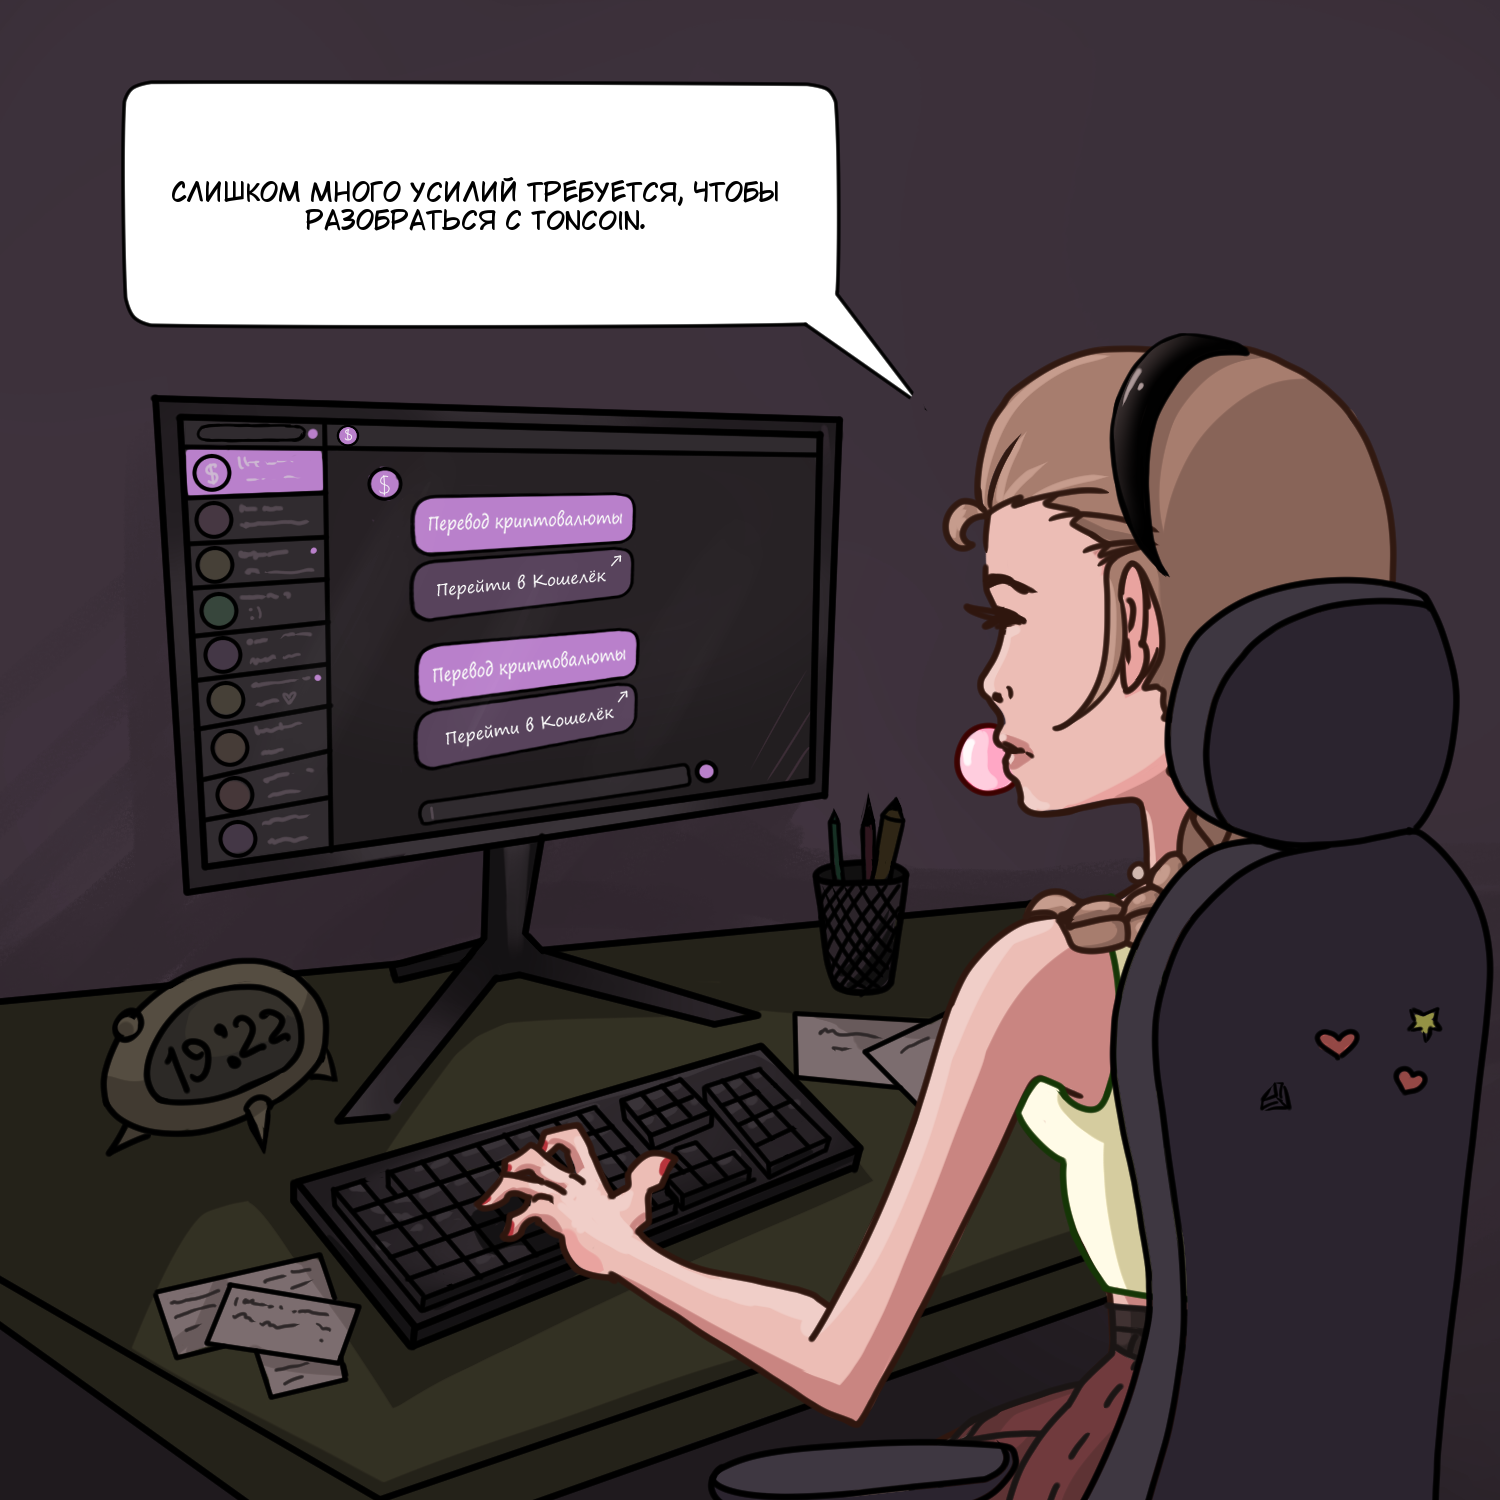 СЛИШКОМ МНОГО УСИЛИЙ ТРЕБУЕТСЯ, ЧТОБЫ
РАЗОБРАТЬСЯ С TONCOIN.
$
$
$
Перевод криптовалюты
Перейти в Кошелёк
Перевод криптовалюты
Перейти в Кошелёк
:)
19:22